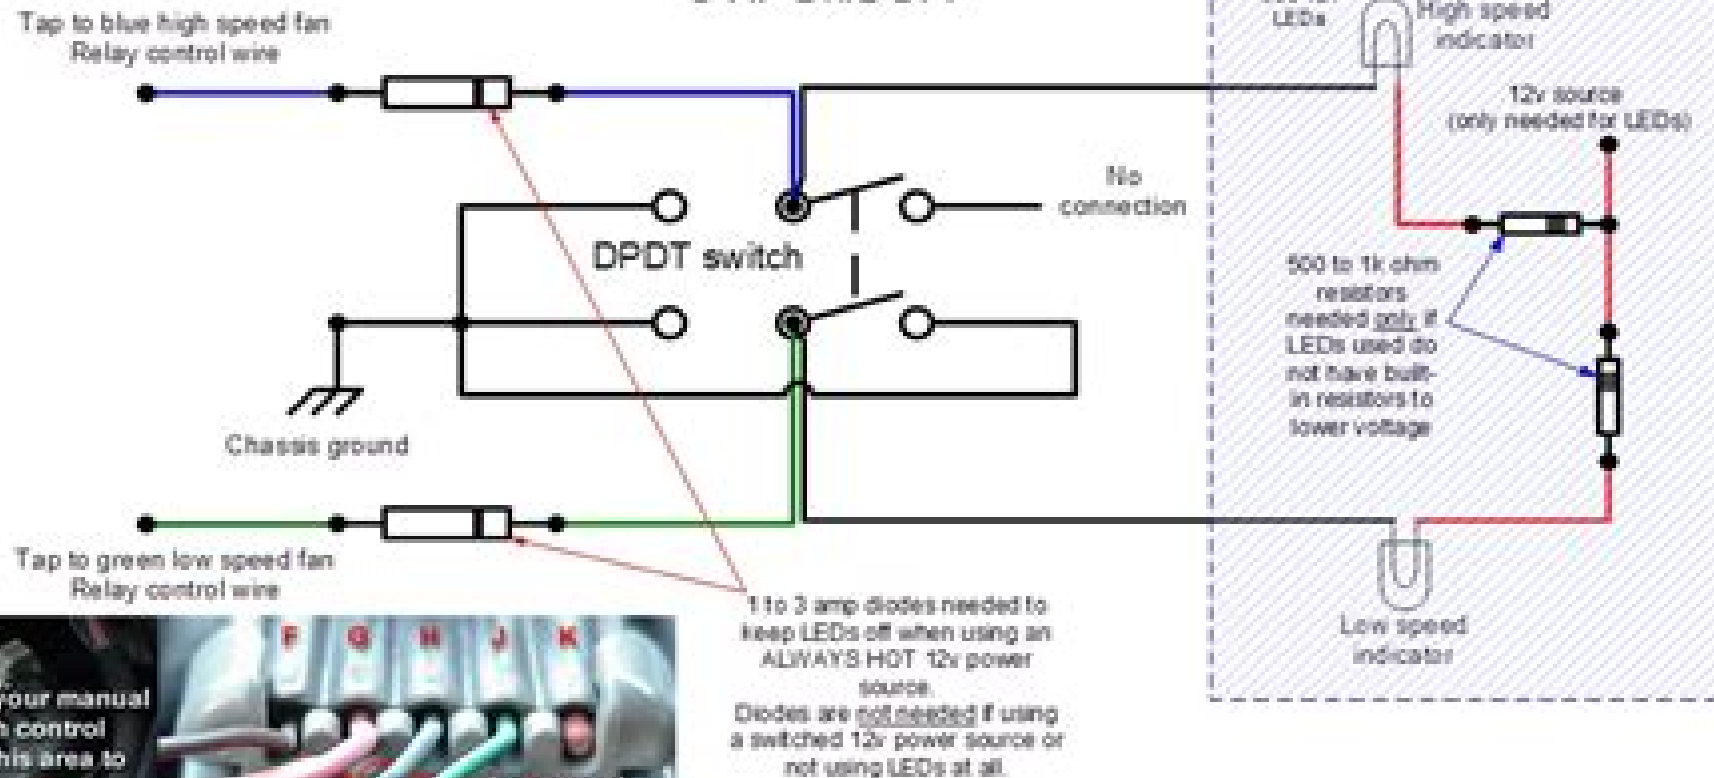 Tap to blue high speed fan
Relay control wire
LEDs
High speed
indicator
12v source
(only needed for LEDs)
No
connection
DPDT switch
500 to 1k ohm
resistors
needed only if
LEDs used do
not have built-
in resistors to
lower voltage
Chassis ground
Tap to green low speed fan
Relay control wire
1 to 3 amp diodes needed to
keep LEDs off when using an
ALWAYS HOT 12v power
source.
Diodes are not needed if using
a switched 12v power source or
not using LEDs at all.
Low speed
indicator
F G H J K
your manual
control
this area to